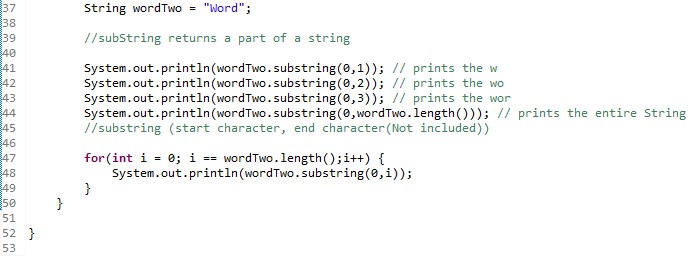 37 String wordTwo = "Word";
38
39 //subString returns a part of a string
40
41 System.out.println(wordTwo.substring(0,1)); // prints the w
42 System.out.println(wordTwo.substring(0,2)); // prints the wo
43 System.out.println(wordTwo.substring(0,3)); // prints the wor
44 System.out.println(wordTwo.substring(0,wordTwo.length())); // prints the entire String
45 //substring (start character, end character(Not included))
46
47 for(int i = 0; i == wordTwo.length();i++) {
48 System.out.println(wordTwo.substring(0,i));
49 }
50 }
51
52 }
53